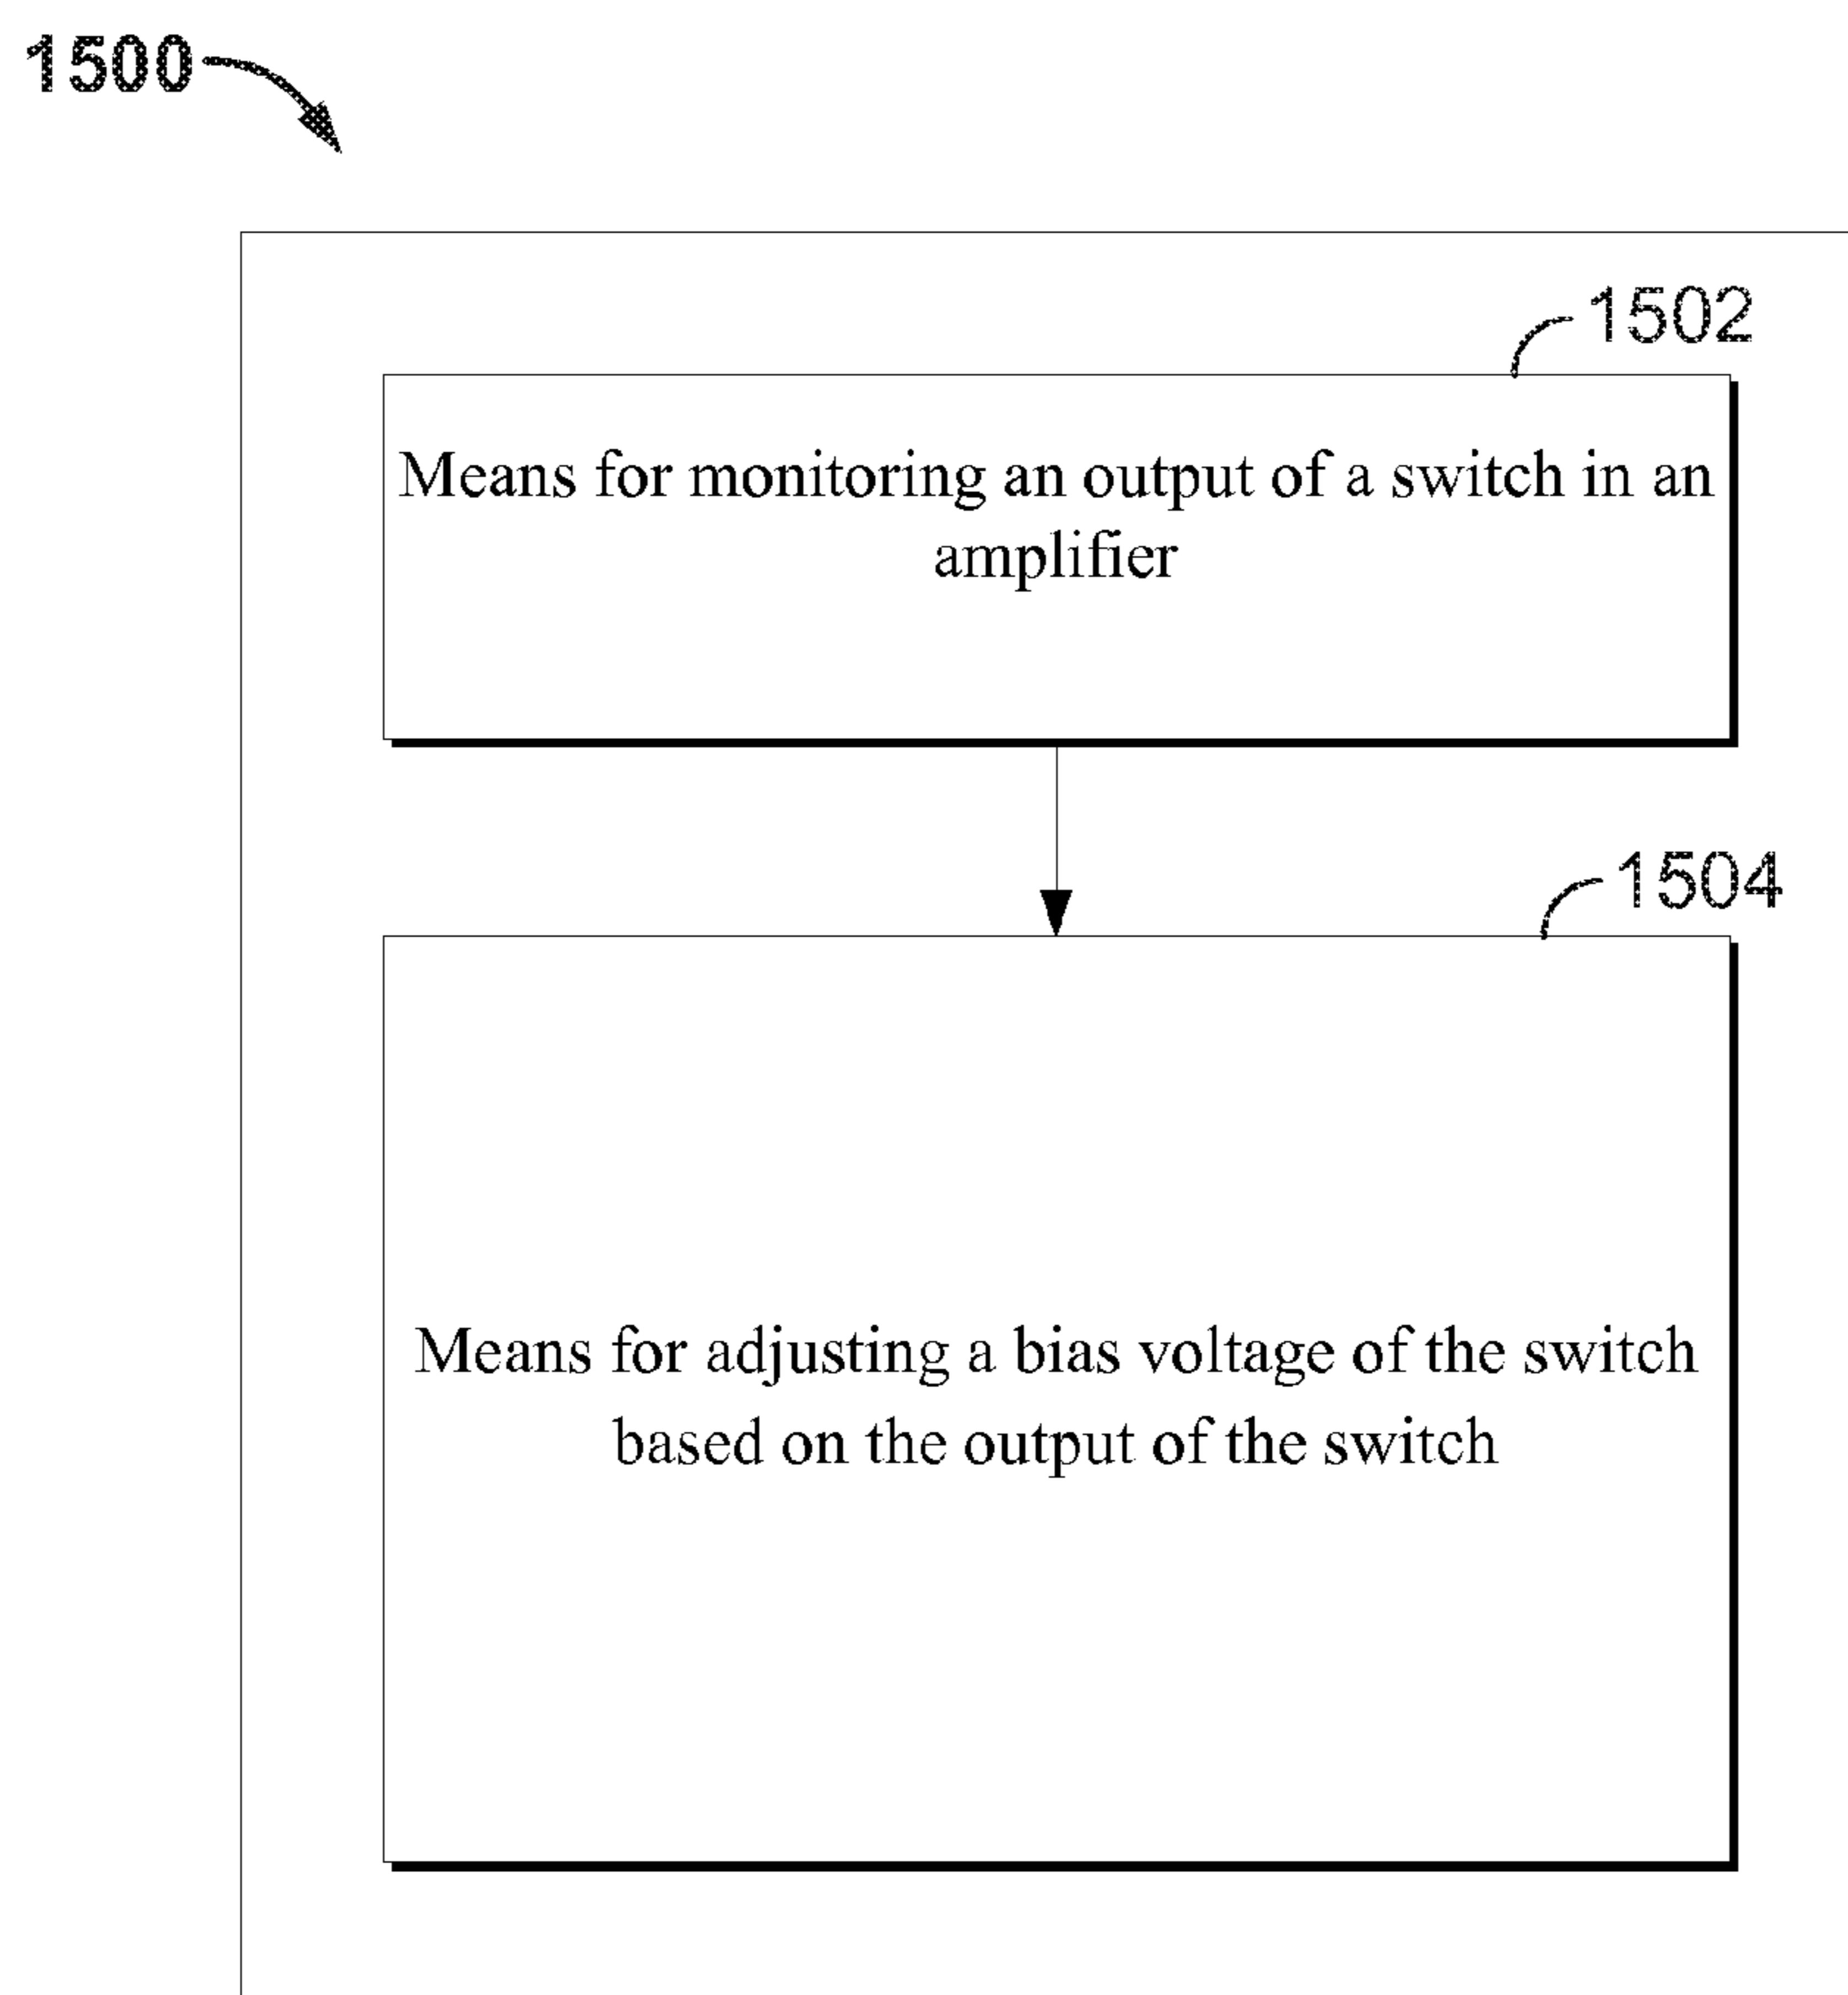 1500
1502
Means for monitoring an output of a switch in an
amplifier
1504
Means for adjusting a bias voltage of the switch
based on the output of the switch